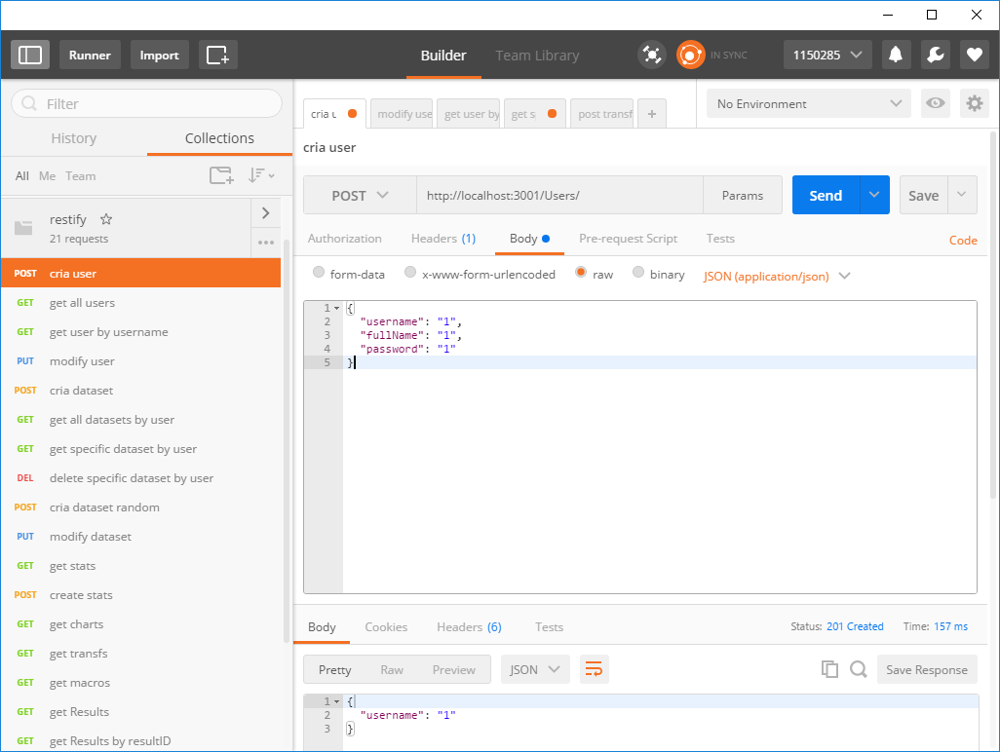 Runner
Import
Builder
Team Library
IN SYNC
1150285
Filter
History
Collections
All Me Team
restify
21 requests
POST cria user
GET get all users
GET get user by username
PUT modify user
POST cria dataset
GET get all datasets by user
GET get specific dataset by user
DEL delete specific dataset by user
POST cria dataset random
PUT modify dataset
GET get stats
POST create stats
GET get charts
GET get transfs
GET get macros
GET get Results
GET get Results by resultID
cria u
modify use
get user by
get s
post transf
+
No Environment
cria user
POST
http://localhost:3001/Users/
Params
Send
Save
Authorization
Headers (1)
Body
Pre-request Script
Tests
Code
form-data
x-www-form-urlencoded
raw
binary
JSON (application/json)
1 {
2 "username": "1",
3 "fullName": "1",
4 "password": "1"
5 }
Body
Cookies
Headers (6)
Tests
Status: 201 Created
Time: 157 ms
Pretty
Raw
Preview
JSON
Save Response
1 {
2 "username": "1"
3 }